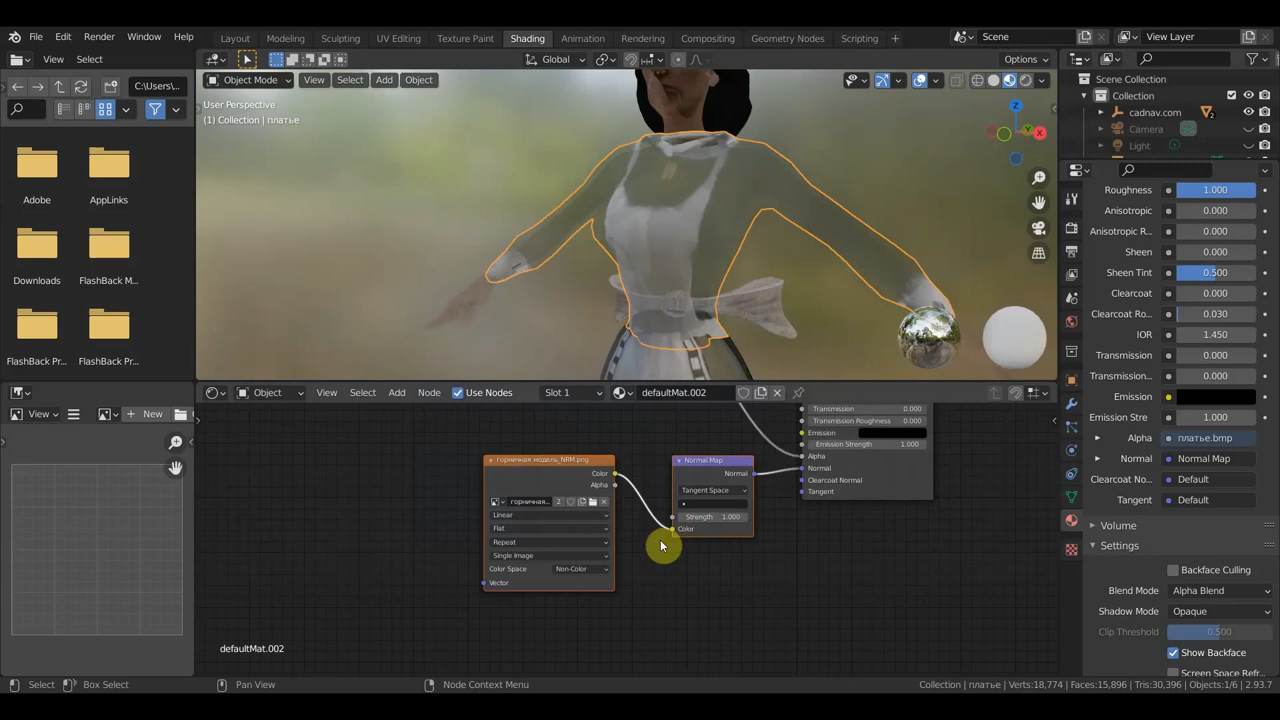 File Edit Render Window Help
Layout Modeling Sculpting UV Editing Texture Paint Shading Animation Rendering Compositing Geometry Nodes Scripting +
Scene
View Layer
View Select
Global
Options
C:\Users\...
Object Mode View Select Add Object
User Perspective
(1) Collection | платье
Z
X
Scene Collection
Collection
cadnav.com 2
Camera
Light
Adobe
AppLinks
Downloads
FlashBack M...
FlashBack Pr...
FlashBack Pr...
Roughness 1.000
Anisotropic 0.000
Anisotropic R... 0.000
Sheen 0.000
Sheen Tint 0.500
Clearcoat 0.000
Clearcoat Ro... 0.030
IOR 1.450
Transmission 0.000
Transmission... 0.000
Emission
Emission Stre 1.000
Alpha платье.bmp
Normal Normal Map
Clearcoat No... Default
Tangent Default
Volume
Settings
Backface Culling
Blend Mode Alpha Blend
Shadow Mode Opaque
Clip Threshold 0.500
Show Backface
Screen Space Refr...
View
+ New
Object View Select Add Node Use Nodes Slot 1 defaultMat.002
Transmission 0.000
Transmission Roughness 0.000
Emission
Emission Strength 1.000
Alpha
Normal
Clearcoat Normal
Tangent
горничная модель_NRM.png
Color
Alpha
горничная... 2
Linear
Flat
Repeat
Single Image
Color Space Non-Color
Vector
Normal Map
Normal
Tangent Space
Strength 1.000
Color
defaultMat.002
Select Box Select Pan View Node Context Menu
Collection | платье | Verts:18,774 | Faces:15,896 | Tris:30,396 | Objects:1/6 | 2.93.7